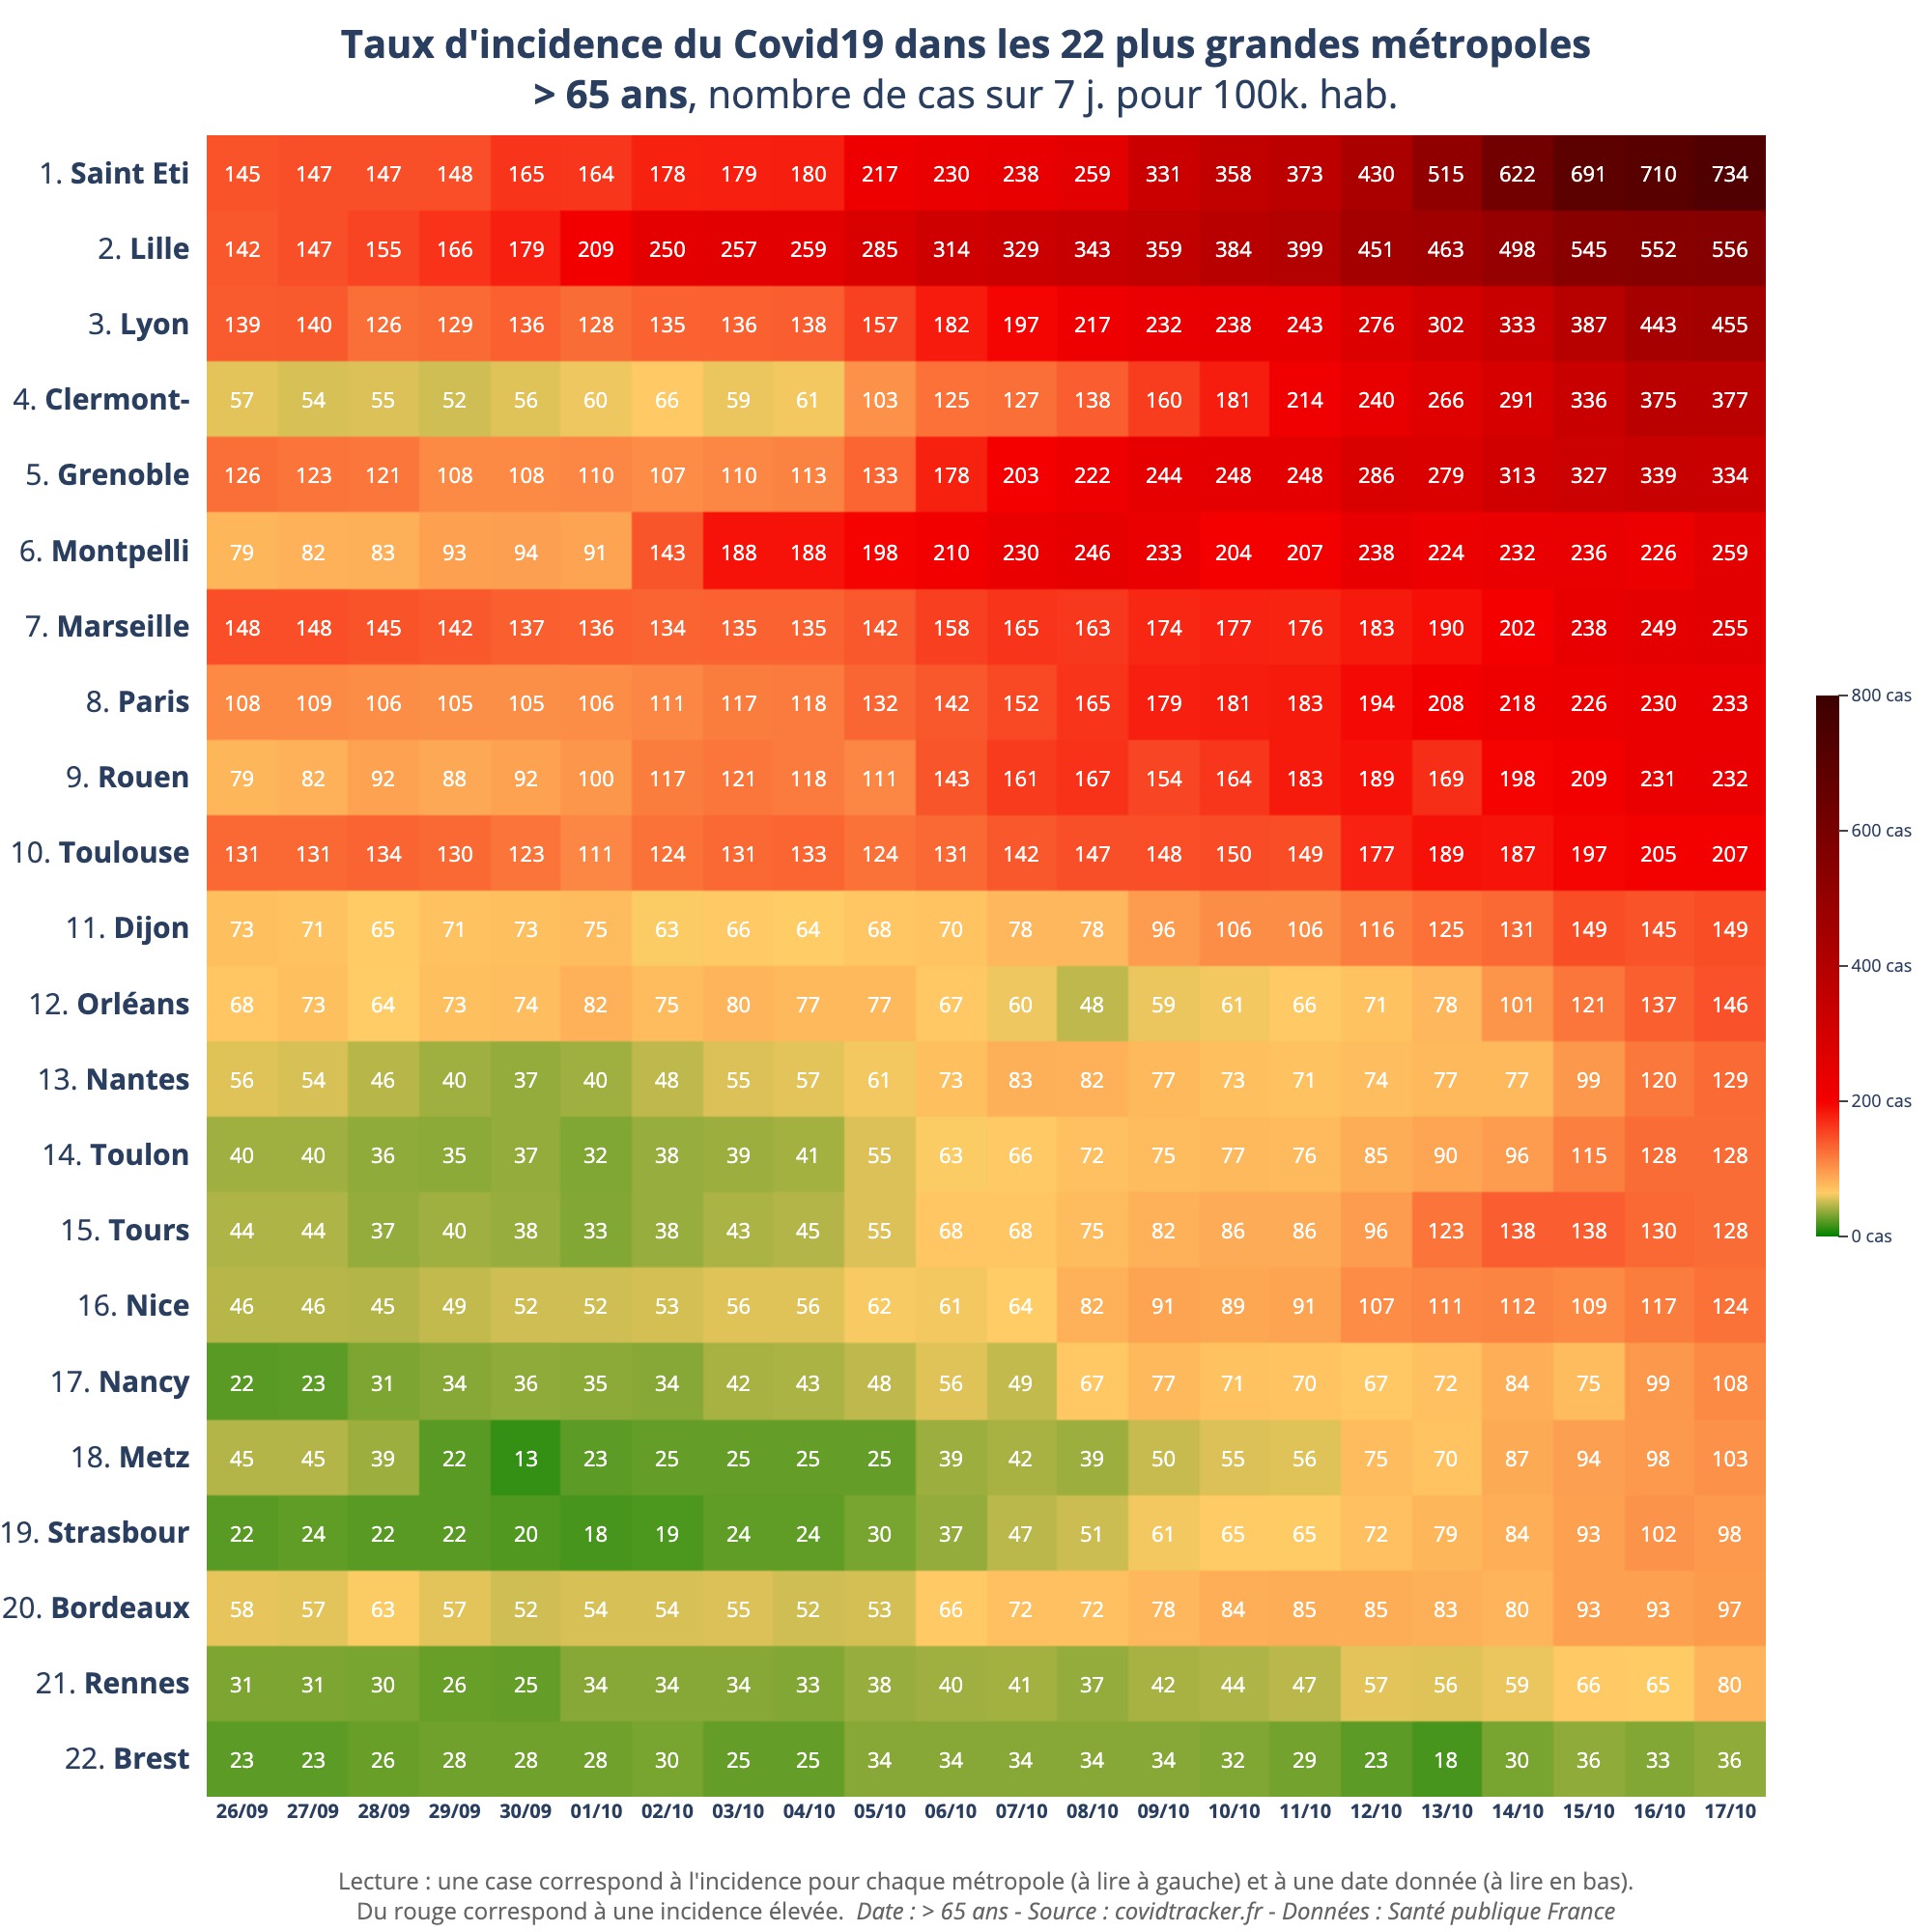 Taux d'incidence du Covid19 dans les 22 plus grandes métropoles
> 65 ans, nombre de cas sur 7 j. pour 100k. hab.
1. Saint Eti 145 147 147 148 165 164 178 179 180 217 230 238 259 331 358 373 430 515 622 691 710 734
2. Lille 142 147 155 166 179 209 250 257 259 285 314 329 343 359 384 399 451 463 498 545 552 556
3. Lyon 139 140 126 129 136 128 135 136 138 157 182 197 217 232 238 243 276 302 333 387 443 455
4. Clermont- 57 54 55 52 56 60 66 59 61 103 125 127 138 160 181 214 240 266 291 336 375 377
5. Grenoble 126 123 121 108 108 110 107 110 113 133 178 203 222 244 248 248 286 279 313 327 339 334
6. Montpelli 79 82 83 93 94 91 143 188 188 198 210 230 246 233 204 207 238 224 232 236 226 259
7. Marseille 148 148 145 142 137 136 134 135 135 142 158 165 163 174 177 176 183 190 202 238 249 255
8. Paris 108 109 106 105 105 106 111 117 118 132 142 152 165 179 181 183 194 208 218 226 230 233
9. Rouen 79 82 92 88 92 100 117 121 118 111 143 161 167 154 164 183 189 169 198 209 231 232
10. Toulouse 131 131 134 130 123 111 124 131 133 124 131 142 147 148 150 149 177 189 187 197 205 207
11. Dijon 73 71 65 71 73 75 63 66 64 68 70 78 78 96 106 106 116 125 131 149 145 149
12. Orléans 68 73 64 73 74 82 75 80 77 77 67 60 48 59 61 66 71 78 101 121 137 146
13. Nantes 56 54 46 40 37 40 48 55 57 61 73 83 82 77 73 71 74 77 77 99 120 129
14. Toulon 40 40 36 35 37 32 38 39 41 55 63 66 72 75 77 76 85 90 96 115 128 128
15. Tours 44 44 37 40 38 33 38 43 45 55 68 68 75 82 86 86 96 123 138 138 130 128
16. Nice 46 46 45 49 52 52 53 56 56 62 61 64 82 91 89 91 107 111 112 109 117 124
17. Nancy 22 23 31 34 36 35 34 42 43 48 56 49 67 77 71 70 67 72 84 75 99 108
18. Metz 45 45 39 22 13 23 25 25 25 25 39 42 39 50 55 56 75 70 87 94 98 103
19. Strasbour 22 24 22 22 20 18 19 24 24 30 37 47 51 61 65 65 72 79 84 93 102 98
20. Bordeaux 58 57 63 57 52 54 54 55 52 53 66 72 72 78 84 85 85 83 80 93 93 97
21. Rennes 31 31 30 26 25 34 34 34 33 38 40 41 37 42 44 47 57 56 59 66 65 80
22. Brest 23 23 26 28 28 28 30 25 25 34 34 34 34 34 32 29 23 18 30 36 33 36
26/09 27/09 28/09 29/09 30/09 01/10 02/10 03/10 04/10 05/10 06/10 07/10 08/10 09/10 10/10 11/10 12/10 13/10 14/10 15/10 16/10 17/10
800 cas
600 cas
400 cas
200 cas
0 cas
Lecture : une case correspond à l'incidence pour chaque métropole (à lire à gauche) et à une date donnée (à lire en bas).
Du rouge correspond à une incidence élevée. Date : > 65 ans - Source : covidtracker.fr - Données : Santé publique France